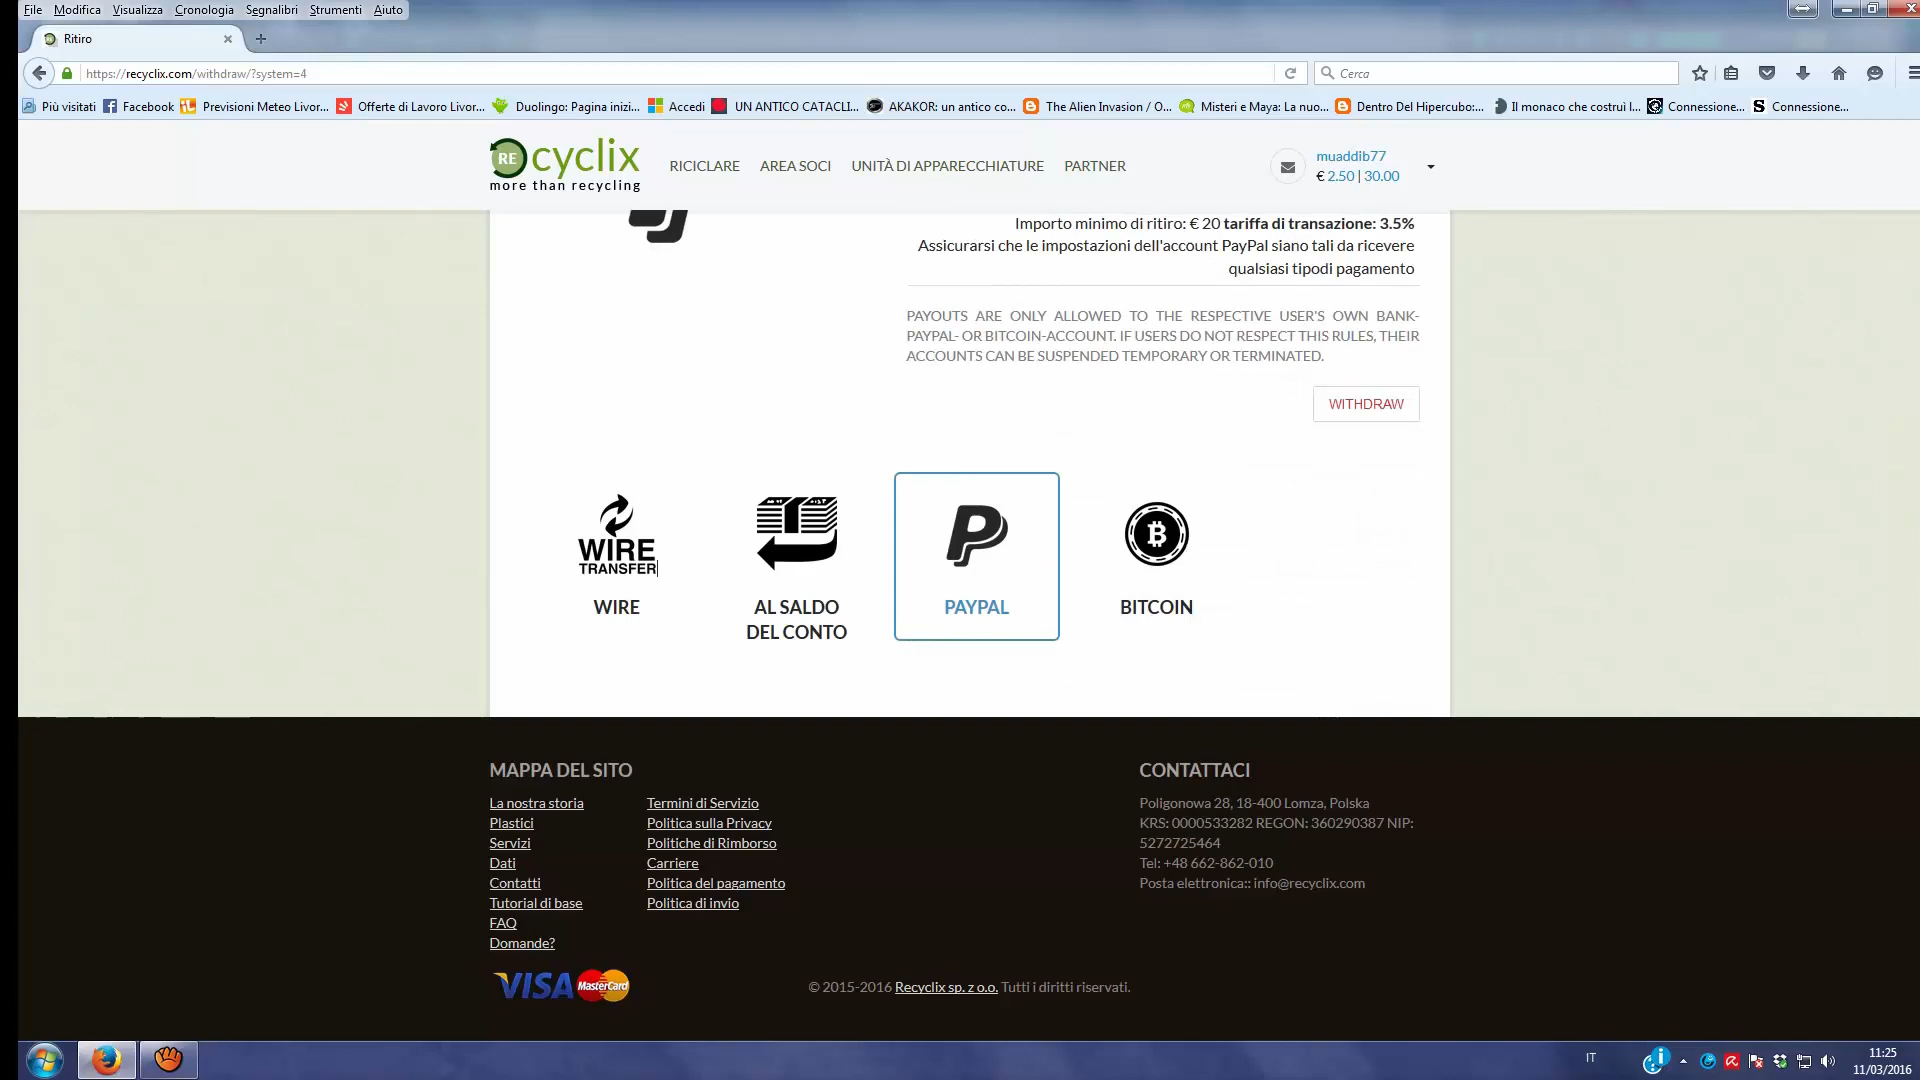 File Modifica Visualizza Cronologia Segnalibri Strumenti Aiuto
Ritiro
https://recyclix.com/withdraw/?system=4
Cerca
Più visitati Facebook Previsioni Meteo Livor... Offerte di Lavoro Livor... Duolingo: Pagina inizi... Accedi UN ANTICO CATACLI... AKAKOR: un antico co... The Alien Invasion / O... Misteri e Maya: La nuo... Dentro Del Hipercubo:... Il monaco che costruì l... Connessione... Connessione...
REcyclix
more than recycling
RICICLARE AREA SOCI UNITÀ DI APPARECCHIATURE PARTNER
muaddib77
€ 2.50 | 30.00
Importo minimo di ritiro: € 20 tariffa di transazione: 3.5%
Assicurarsi che le impostazioni dell'account PayPal siano tali da ricevere
qualsiasi tipodi pagamento
PAYOUTS ARE ONLY ALLOWED TO THE RESPECTIVE USER'S OWN BANK-
PAYPAL- OR BITCOIN-ACCOUNT. IF USERS DO NOT RESPECT THIS RULES, THEIR
ACCOUNTS CAN BE SUSPENDED TEMPORARY OR TERMINATED.
WITHDRAW
WIRE
TRANSFER
WIRE
AL SALDO
DEL CONTO
PAYPAL
BITCOIN
MAPPA DEL SITO
La nostra storia
Plastici
Servizi
Dati
Contatti
Tutorial di base
FAQ
Domande?
Termini di Servizio
Politica sulla Privacy
Politiche di Rimborso
Carriere
Politica del pagamento
Politica di invio
CONTATTACI
Poligonowa 28, 18-400 Lomza, Polska
KRS: 0000533282 REGON: 360290387 NIP:
5272725464
Tel: +48 662-862-010
Posta elettronica:: info@recyclix.com
VISA MasterCard
© 2015-2016 Recyclix sp. z o.o. Tutti i diritti riservati.
IT
11:25
11/03/2016